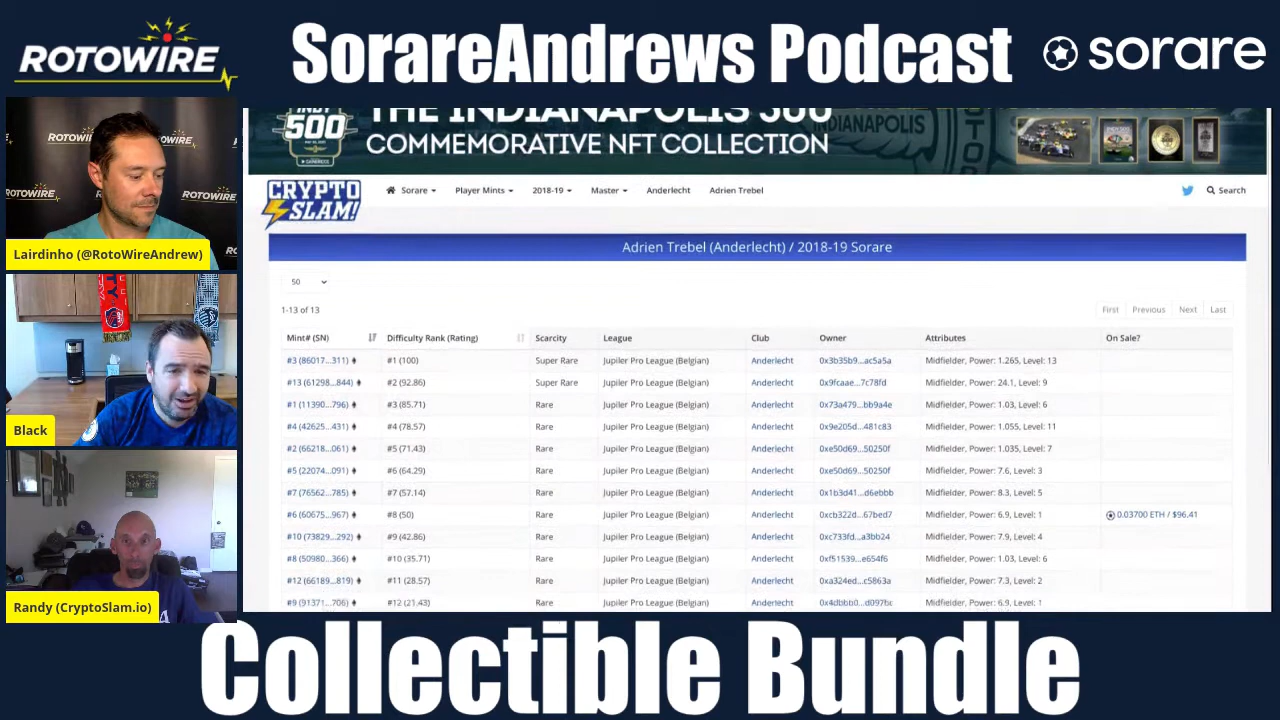 ROTOWIRE
SorareAndrews Podcast
sorare
ROTOWIRE
Lairdinho (@RotoWireAndrew)
Black
Randy (CryptoSlam.io)
INDY
500
THE INDIANAPOLIS 500
COMMEMORATIVE NFT COLLECTION
INDIANAPOLIS
CRYPTO
SLAM!
Sorare Player Mints 2018-19 Master Anderlecht Adrien Trebel Search
Adrien Trebel (Anderlecht) / 2018-19 Sorare
50
1-13 of 13 First Previous Next Last
Mint# (SN) Difficulty Rank (Rating) Scarcity League Club Owner Attributes On Sale?
#3 (86017...311) #1 (100) Super Rare Jupiler Pro League (Belgian) Anderlecht 0x3b35b9...ac5a5a Midfielder, Power: 1.265, Level: 13
#13 (61298...844) #2 (92.86) Super Rare Jupiler Pro League (Belgian) Anderlecht 0x9fcaae...7c78fd Midfielder, Power: 24.1, Level: 9
#1 (11390...796) #3 (85.71) Rare Jupiler Pro League (Belgian) Anderlecht 0x73a479...bb9a4e Midfielder, Power: 1.03, Level: 6
#4 (42625...431) #4 (78.57) Rare Jupiler Pro League (Belgian) Anderlecht 0x9e205d...481c83 Midfielder, Power: 1.055, Level: 11
#2 (66218...061) #5 (71.43) Rare Jupiler Pro League (Belgian) Anderlecht 0xe50d69...50250f Midfielder, Power: 1.035, Level: 7
#5 (22074...091) #6 (64.29) Rare Jupiler Pro League (Belgian) Anderlecht 0xe50d69...50250f Midfielder, Power: 7.6, Level: 3
#7 (76562...785) #7 (57.14) Rare Jupiler Pro League (Belgian) Anderlecht 0x1b3d41...d6ebbb Midfielder, Power: 8.3, Level: 5
#6 (60675...967) #8 (50) Rare Jupiler Pro League (Belgian) Anderlecht 0xcb322d...67bed7 Midfielder, Power: 6.9, Level: 1 0.03700 ETH / $96.41
#10 (73829...292) #9 (42.86) Rare Jupiler Pro League (Belgian) Anderlecht 0xc733fd...a3bb24 Midfielder, Power: 7.9, Level: 4
#8 (50980...366) #10 (35.71) Rare Jupiler Pro League (Belgian) Anderlecht 0xf51539...e654f6 Midfielder, Power: 1.03, Level: 6
#12 (66189...819) #11 (28.57) Rare Jupiler Pro League (Belgian) Anderlecht 0xa324ed...c5863a Midfielder, Power: 7.3, Level: 2
#9 (91371...706) #12 (21.43) Rare Jupiler Pro League (Belgian) Anderlecht 0x4dbbb0...d097bc Midfielder, Power: 6.9, Level: 1
Collectible Bundle